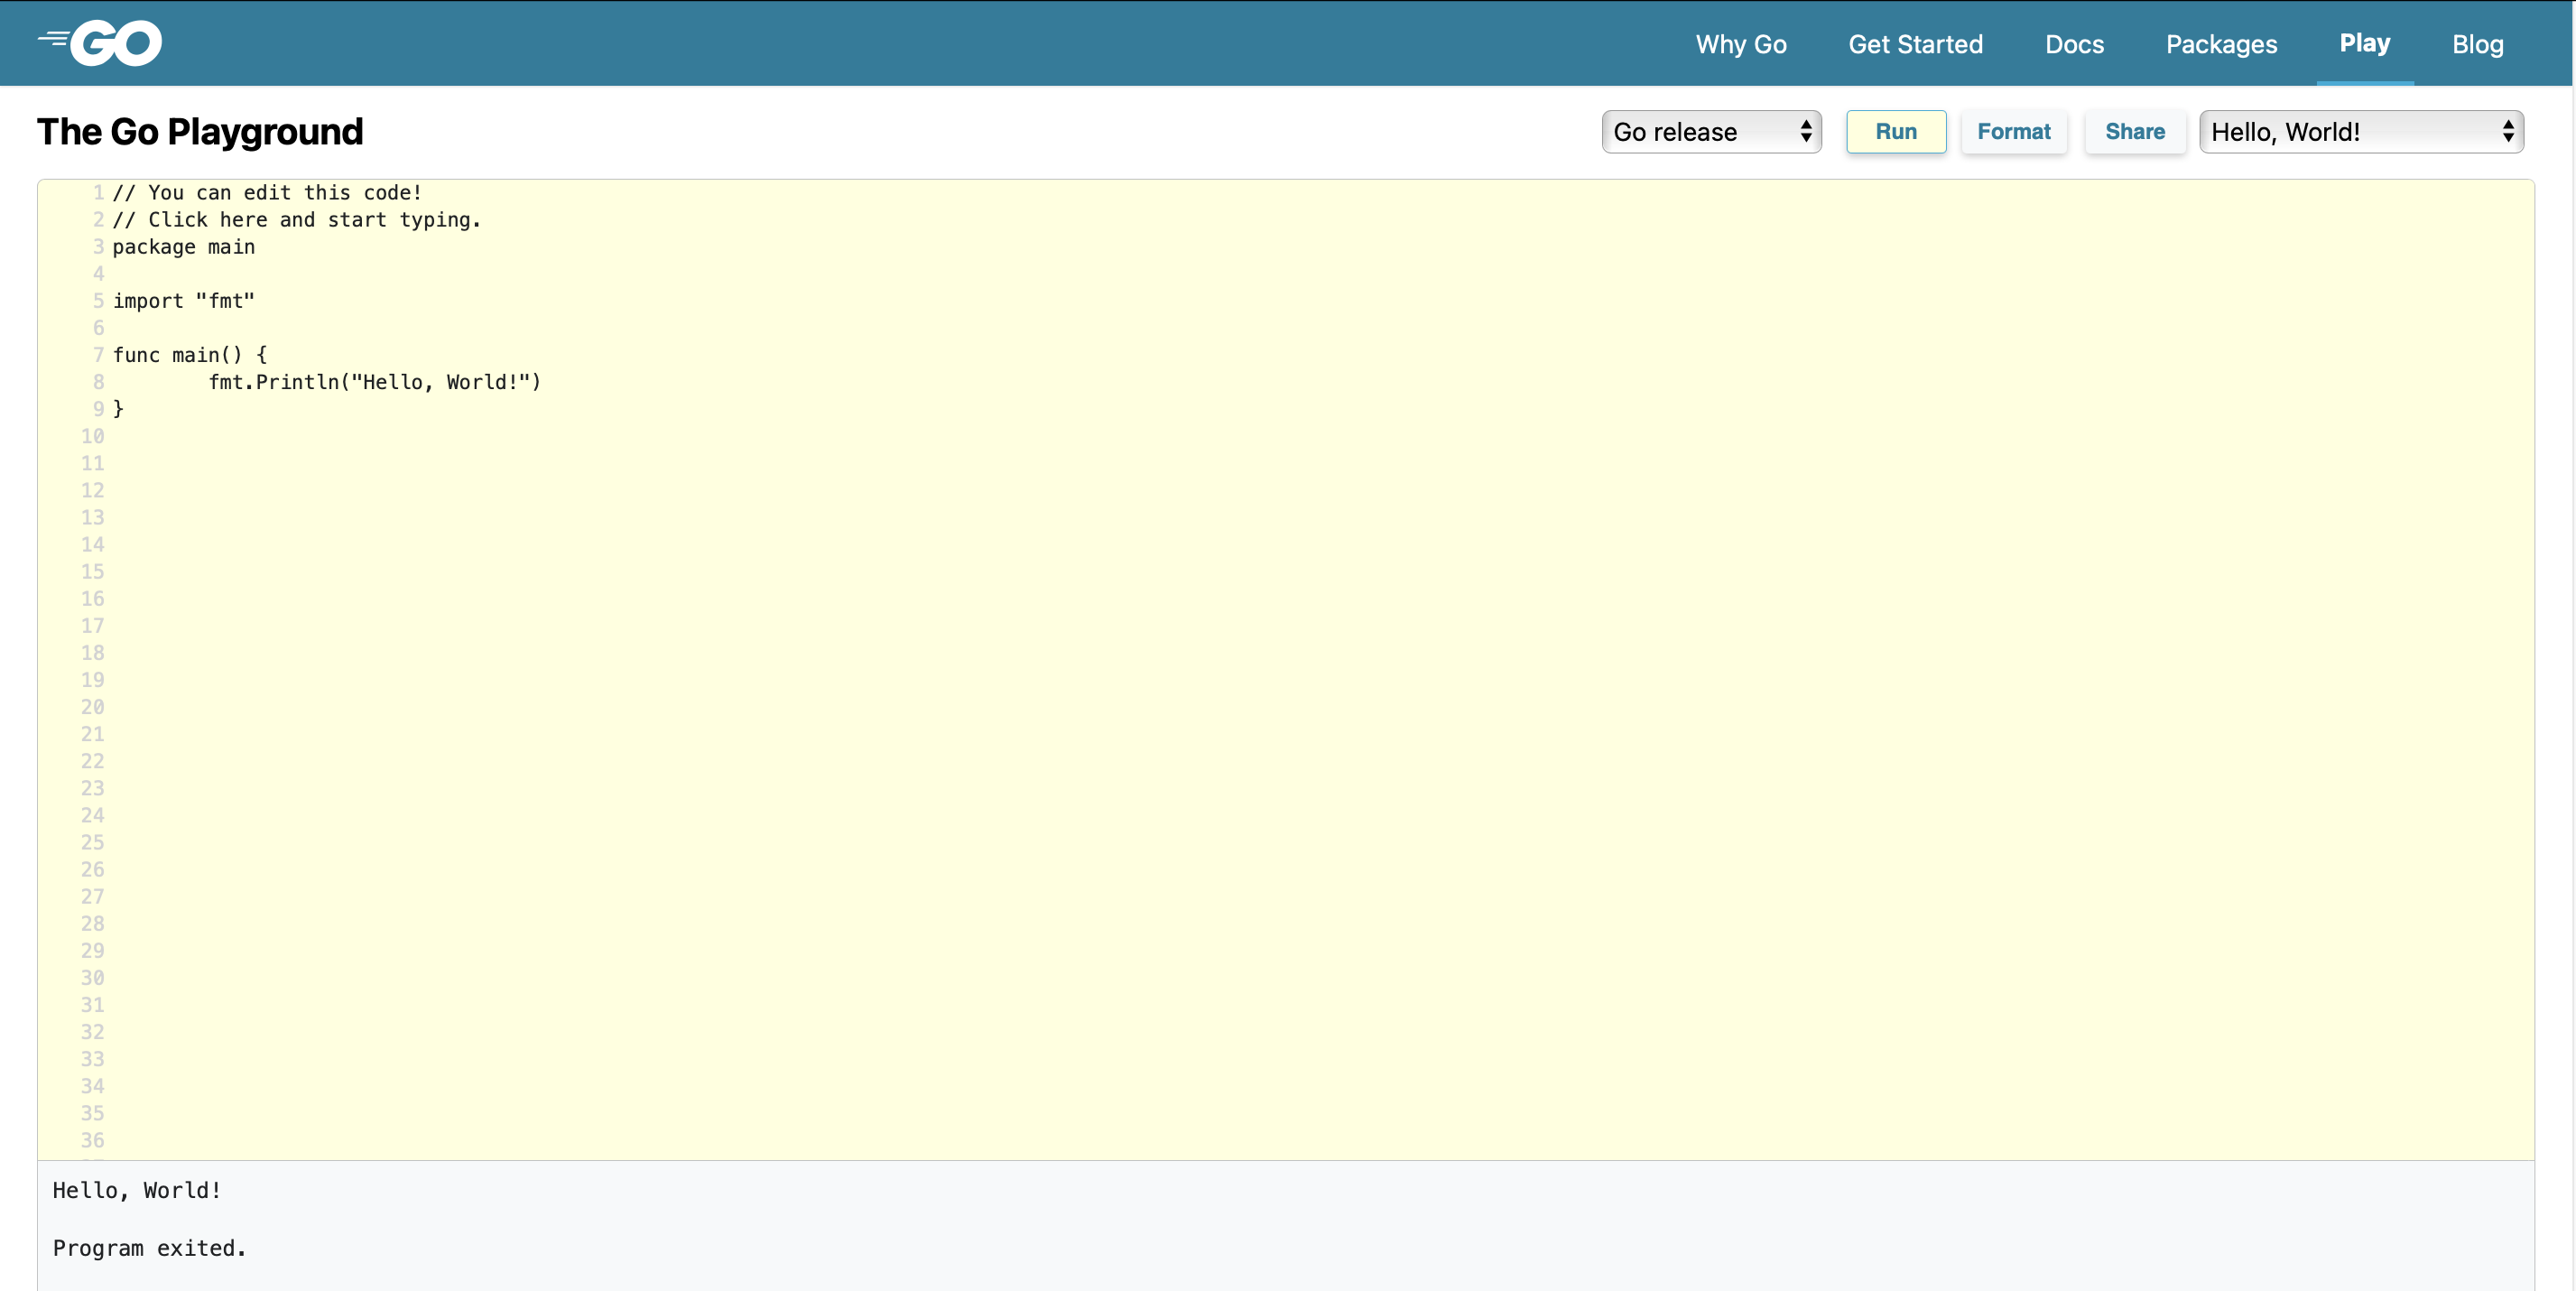 GO
Why Go Get Started Docs Packages Play Blog
The Go Playground
Go release Run Format Share Hello, World!
1 // You can edit this code!
2 // Click here and start typing.
3 package main
4
5 import "fmt"
6
7 func main() {
8         fmt.Println("Hello, World!")
9 }
10
11
12
13
14
15
16
17
18
19
20
21
22
23
24
25
26
27
28
29
30
31
32
33
34
35
36
Hello, World!
Program exited.